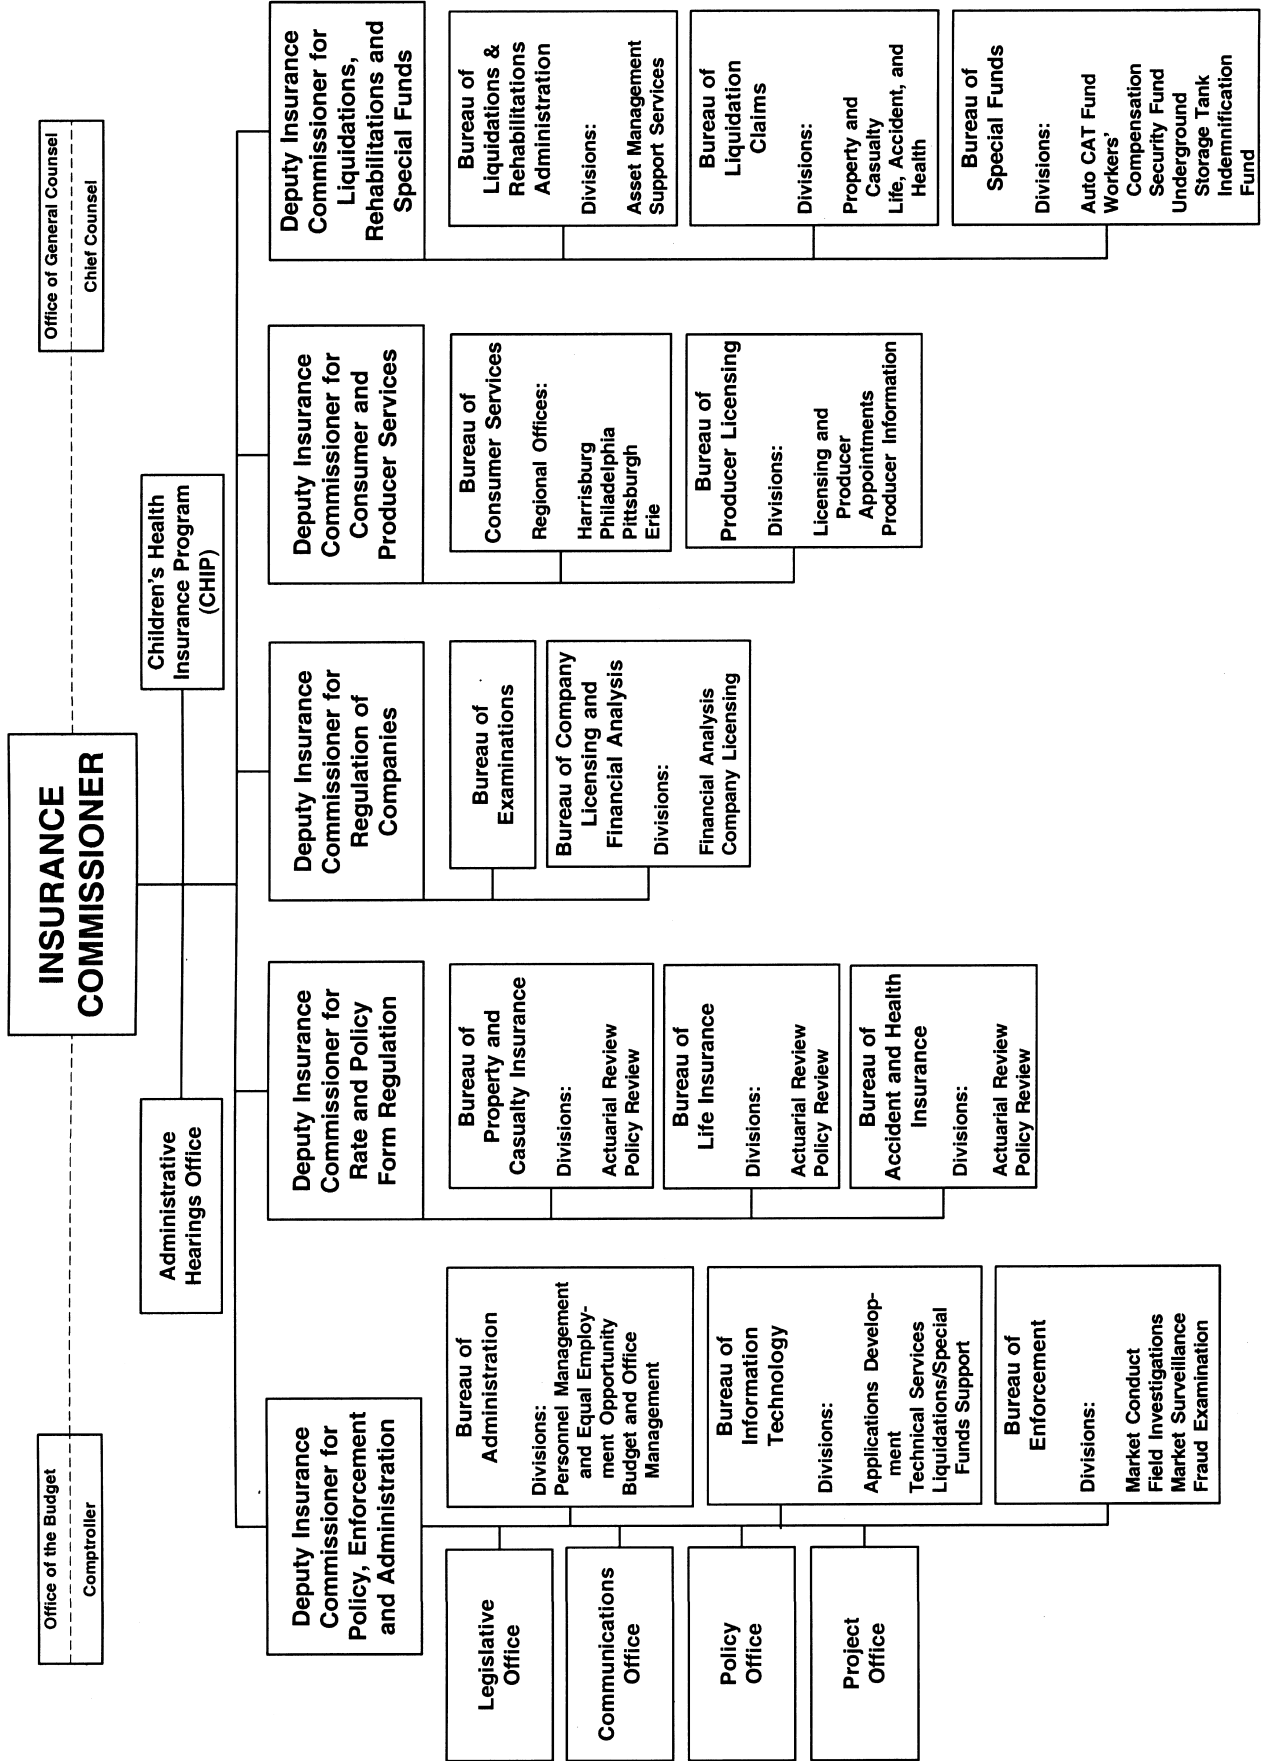 INSURANCE
COMMISSIONER
Office of the Budget
Comptroller
Office of General Counsel
Chief Counsel
Administrative
Hearings Office
Children's Health
Insurance Program
(CHIP)
Deputy Insurance
Commissioner for
Policy, Enforcement
and Administration
Legislative
Office
Communications
Office
Policy
Office
Project
Office
Bureau of
Administration
Divisions:
Personnel Management
and Equal Employ-
ment Opportunity
Budget and Office
Management
Bureau of
Information
Technology
Divisions:
Applications Develop-
ment
Technical Services
Liquidations/Special
Funds Support
Bureau of
Enforcement
Divisions:
Market Conduct
Field Investigations
Market Surveillance
Fraud Examination
Deputy Insurance
Commissioner for
Rate and Policy
Form Regulation
Bureau of
Property and
Casualty Insurance
Divisions:
Actuarial Review
Policy Review
Bureau of
Life Insurance
Divisions:
Actuarial Review
Policy Review
Bureau of
Accident and Health
Insurance
Divisions:
Actuarial Review
Policy Review
Deputy Insurance
Commissioner for
Regulation of
Companies
Bureau of
Examinations
Bureau of Company
Licensing and
Financial Analysis
Divisions:
Financial Analysis
Company Licensing
Deputy Insurance
Commissioner for
Consumer and
Producer Services
Bureau of
Consumer Services
Regional Offices:
Harrisburg
Philadelphia
Pittsburgh
Erie
Bureau of
Producer Licensing
Divisions:
Licensing and
Producer
Appointments
Producer Information
Deputy Insurance
Commissioner for
Liquidations,
Rehabilitations and
Special Funds
Bureau of
Liquidations &
Rehabilitations
Administration
Divisions:
Asset Management
Support Services
Bureau of
Liquidation
Claims
Divisions:
Property and
Casualty
Life, Accident, and
Health
Bureau of
Special Funds
Divisions:
Auto CAT Fund
Workers'
Compensation
Security Fund
Underground
Storage Tank
Indemnification
Fund